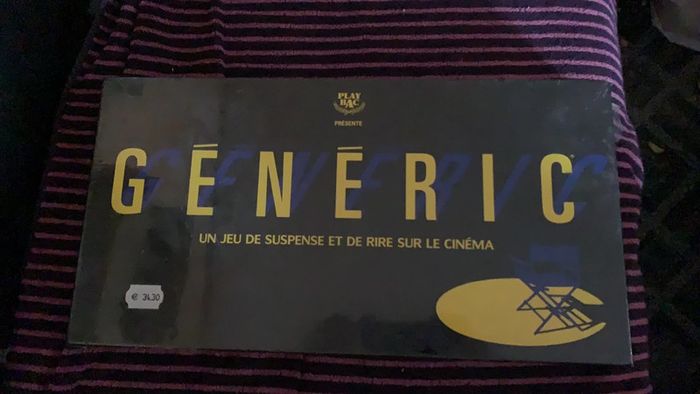 PLAY
BAC
PRÉSENTE
GÉNÉRIC
UN JEU DE SUSPENSE ET DE RIRE SUR LE CINÉMA
€ 34.30